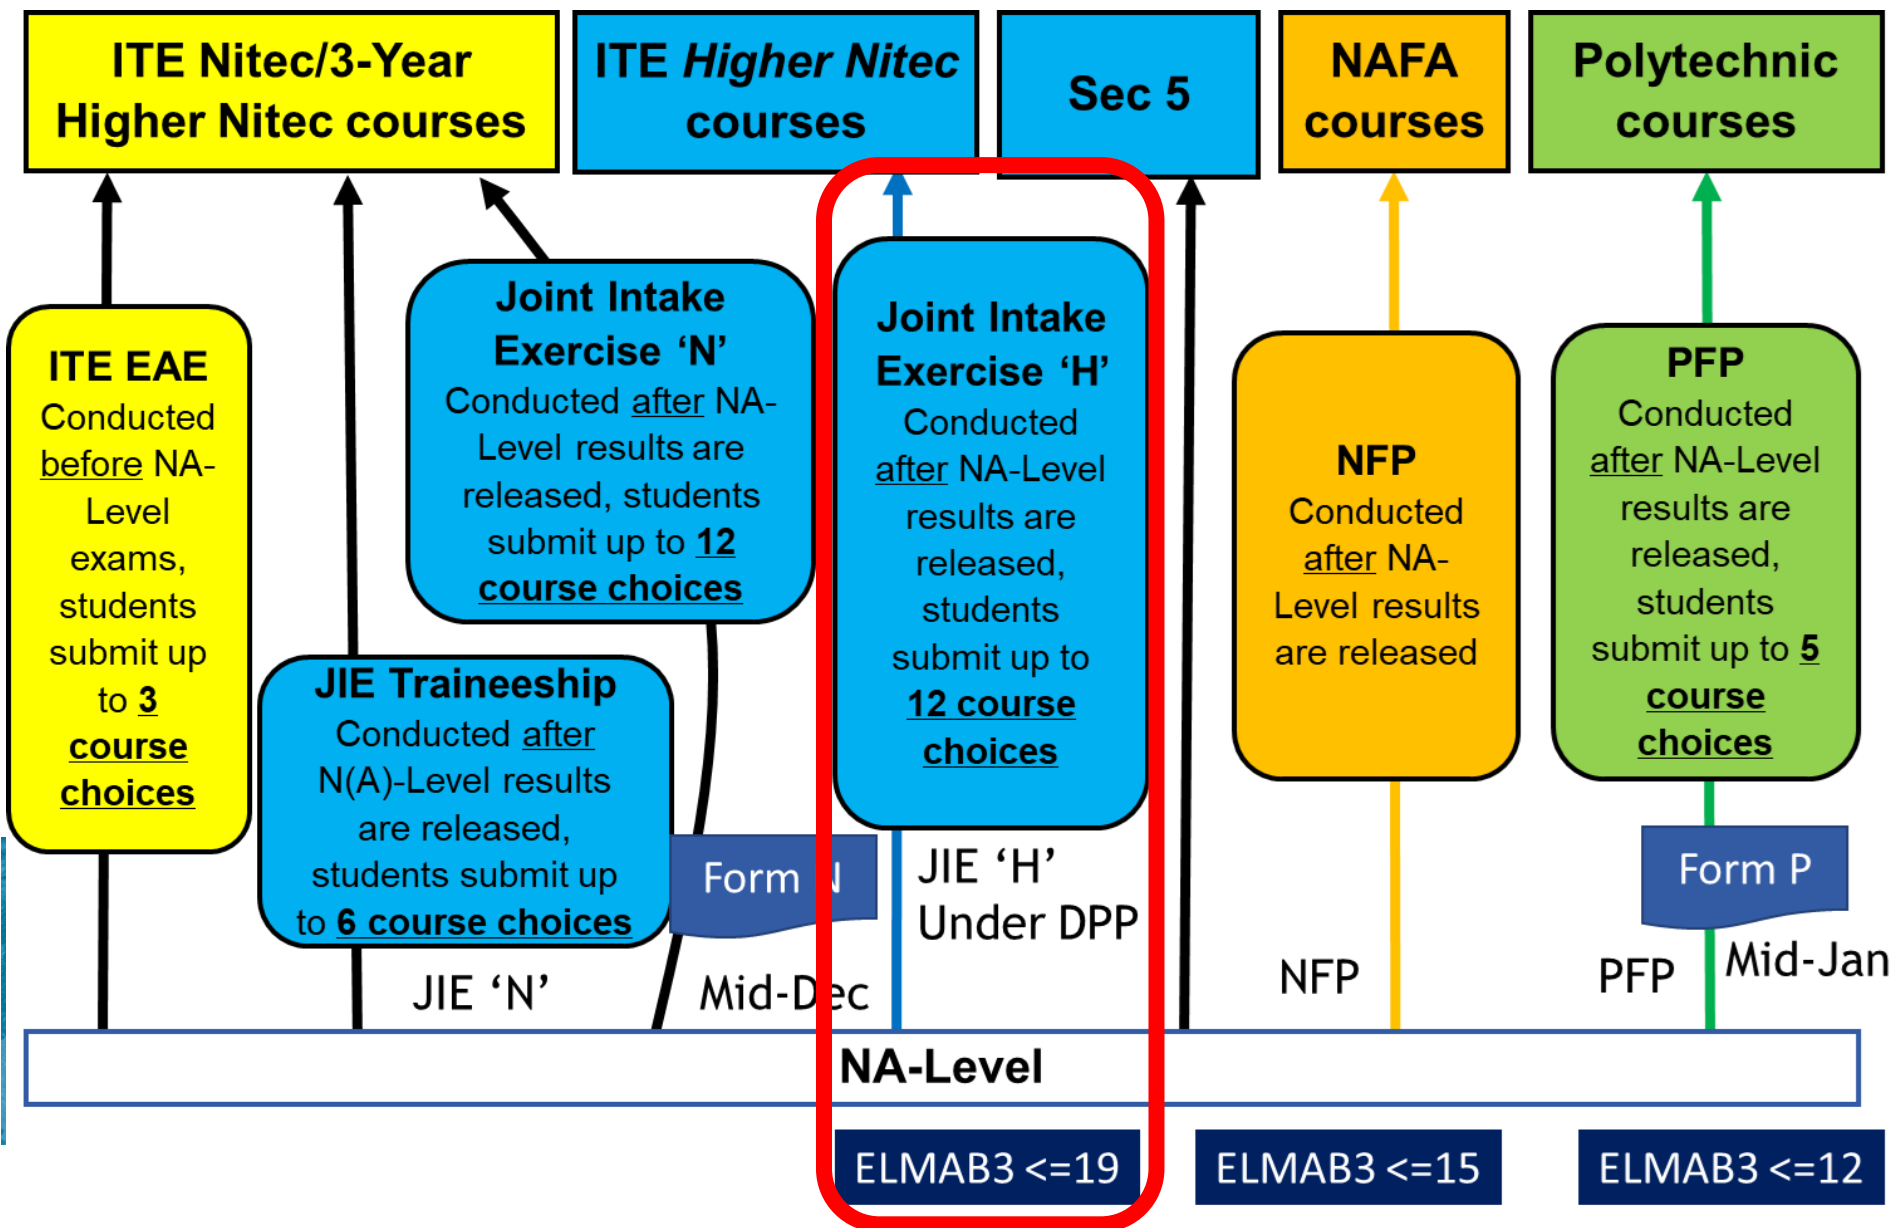 ITE Nitec/3-Year
Higher Nitec courses
ITE Higher Nitec
courses
Sec 5
NAFA
courses
Polytechnic
courses
ITE EAE
Conducted
before NA-
Level
exams,
students
submit up
to 3
course
choices
JIE Traineeship
Conducted after
N(A)-Level results
are released,
students submit up
to 6 course choices
Joint Intake
Exercise ‘N’
Conducted after NA-
Level results are
released, students
submit up to 12
course choices
Joint Intake
Exercise ‘H’
Conducted
after NA-Level
results are
released,
students
submit up to
12 course
choices
NFP
Conducted
after NA-
Level results
are released
PFP
Conducted
after NA-Level
results are
released,
students
submit up to 5
course
choices
Form N
JIE ‘H’
Under DPP
Form P
JIE ‘N’
Mid-Dec
NFP
PFP
Mid-Jan
NA-Level
ELMAB3 <=19
ELMAB3 <=15
ELMAB3 <=12